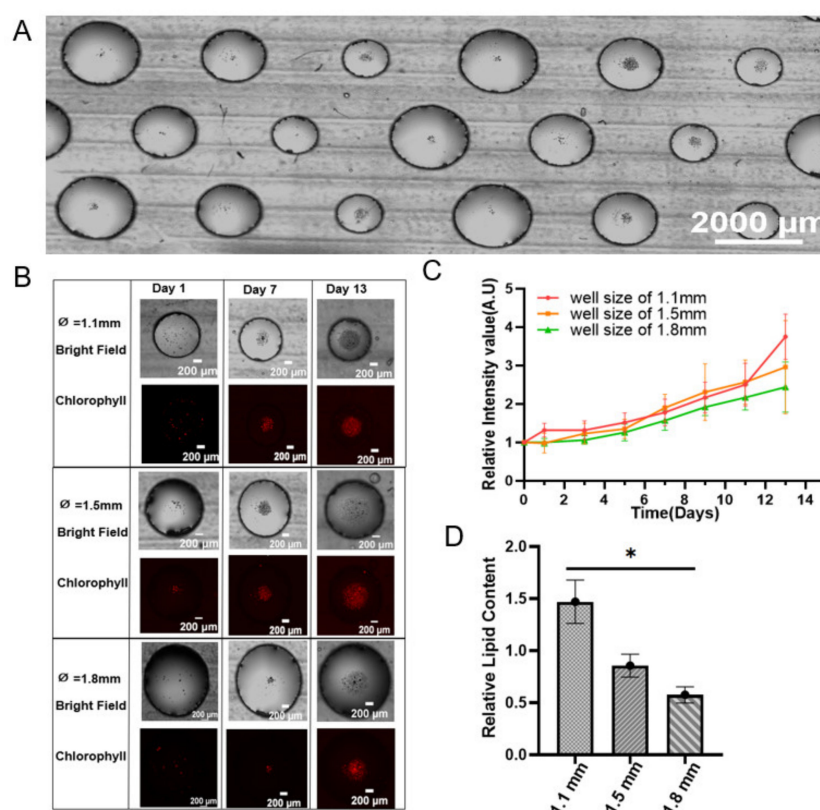 A
2000 μm
B
Day 1
Day 7
Day 13
Ø =1.1mm
Bright Field
200 μm
200 μm
200 μm
Chlorophyll
200 μm
200 μm
200 μm
Ø =1.5mm
Bright Field
200 μm
200 μm
200 μm
Chlorophyll
200 μm
200 μm
200 μm
Ø =1.8mm
Bright Field
200 μm
200 μm
200 μm
Chlorophyll
200 μm
200 μm
200 μm
C
Relative Intensity value(A.U)
5
4
3
2
1
0
well size of 1.1mm
well size of 1.5mm
well size of 1.8mm
0 2 4 6 8 10 12 14
Time(Days)
D
Relative Lipid Content
2.0
1.5
1.0
0.5
0.0
*
1.1 mm
1.5 mm
1.8 mm